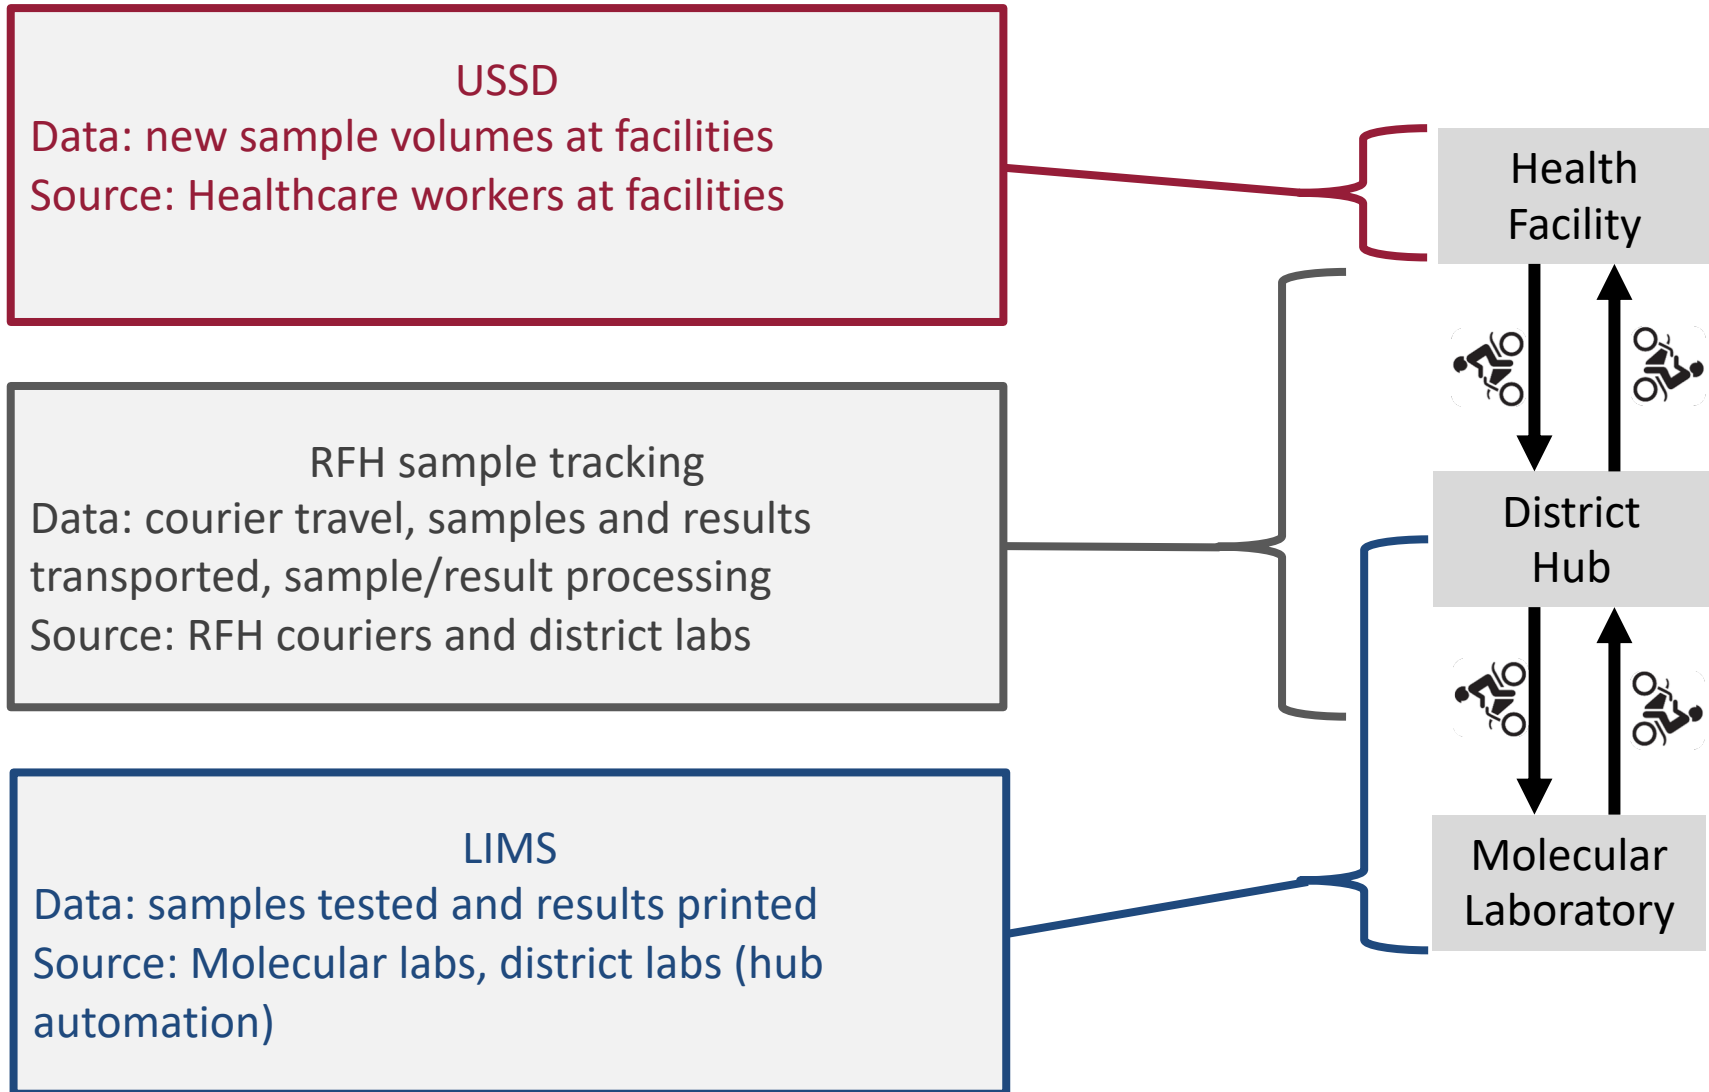 USSD
Data: new sample volumes at facilities
Source: Healthcare workers at facilities
RFH sample tracking
Data: courier travel, samples and results
transported, sample/result processing
Source: RFH couriers and district labs
LIMS
Data: samples tested and results printed
Source: Molecular labs, district labs (hub
automation)
Health
Facility
District
Hub
Molecular
Laboratory